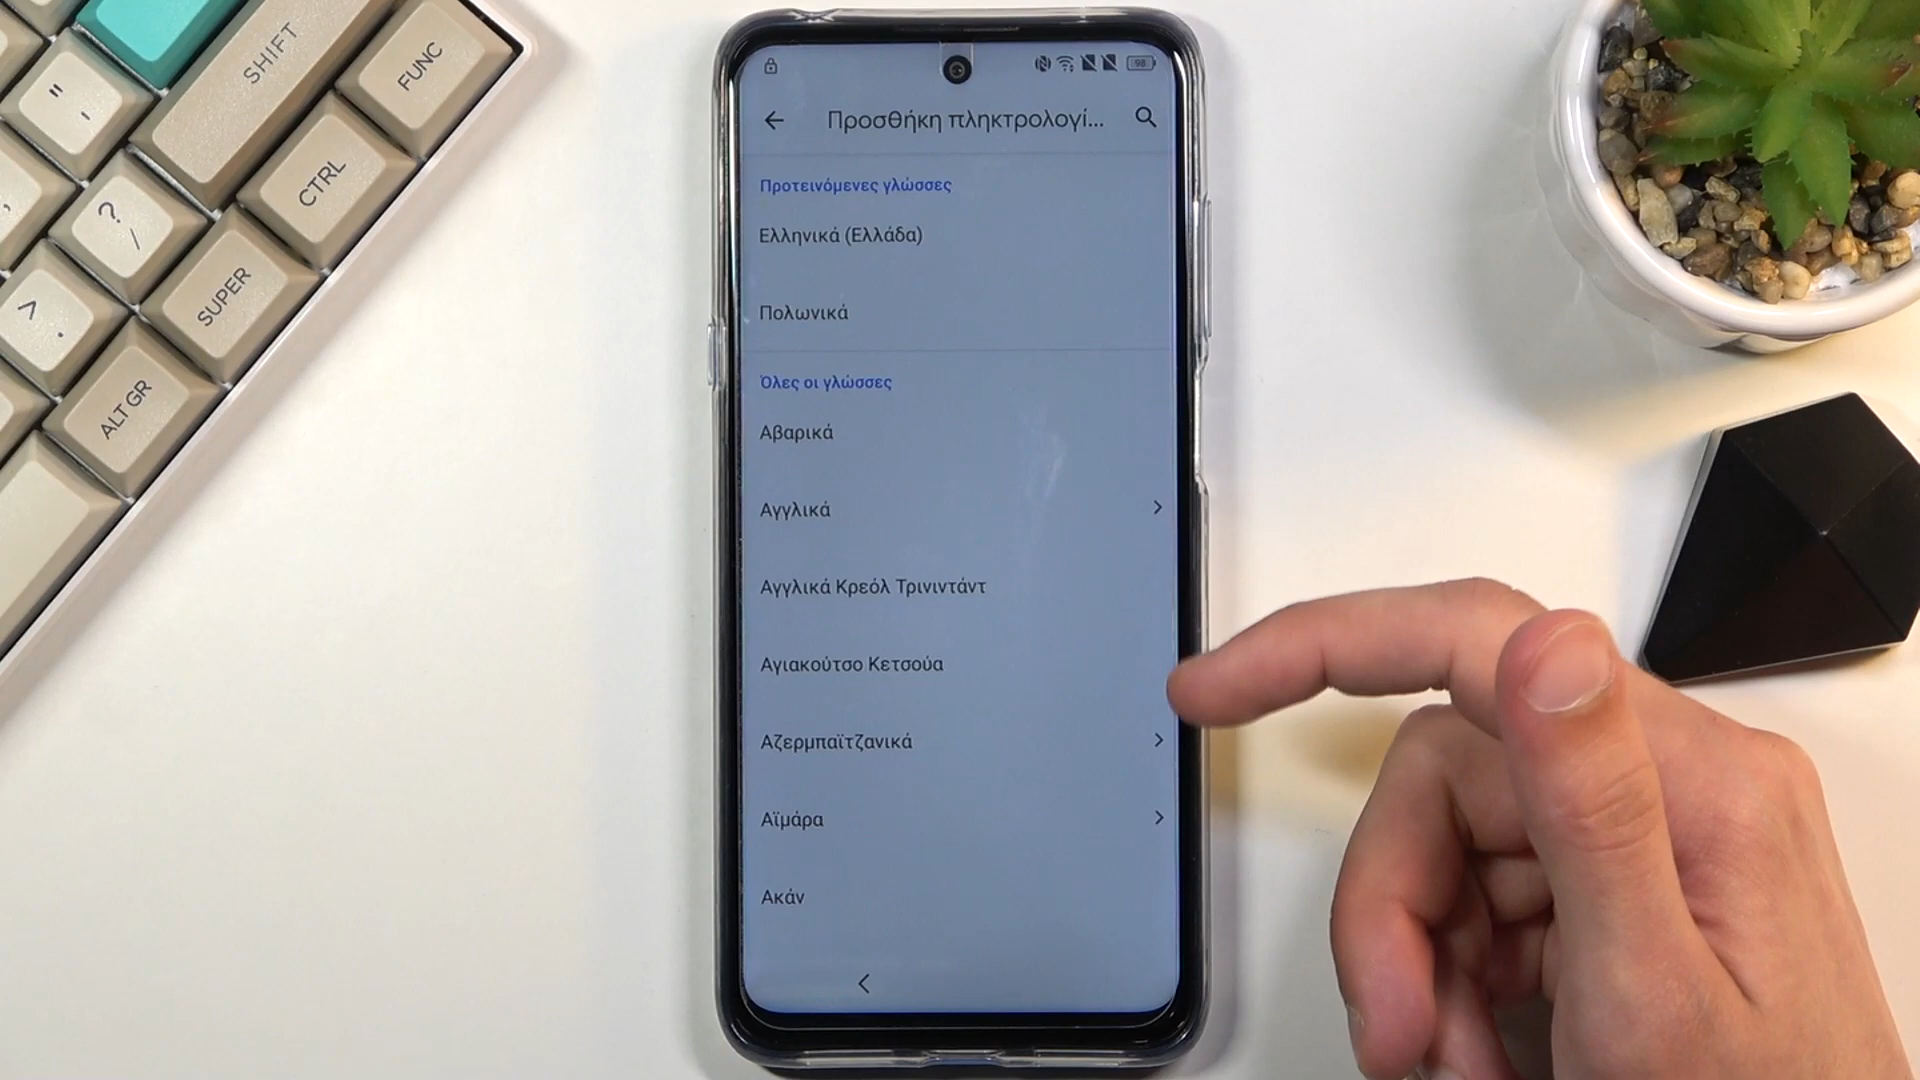 SHIFT
FUNC
" '
CTRL
? /
SUPER
> .
ALT GR
98
Προσθήκη πληκτρολογί...
Προτεινόμενες γλώσσες
Ελληνικά (Ελλάδα)
Πολωνικά
Όλες οι γλώσσες
Αβαρικά
Αγγλικά
Αγγλικά Κρεόλ Τρινιντάντ
Αγιακούτσο Κετσούα
Αζερμπαϊτζανικά
Αϊμάρα
Ακάν